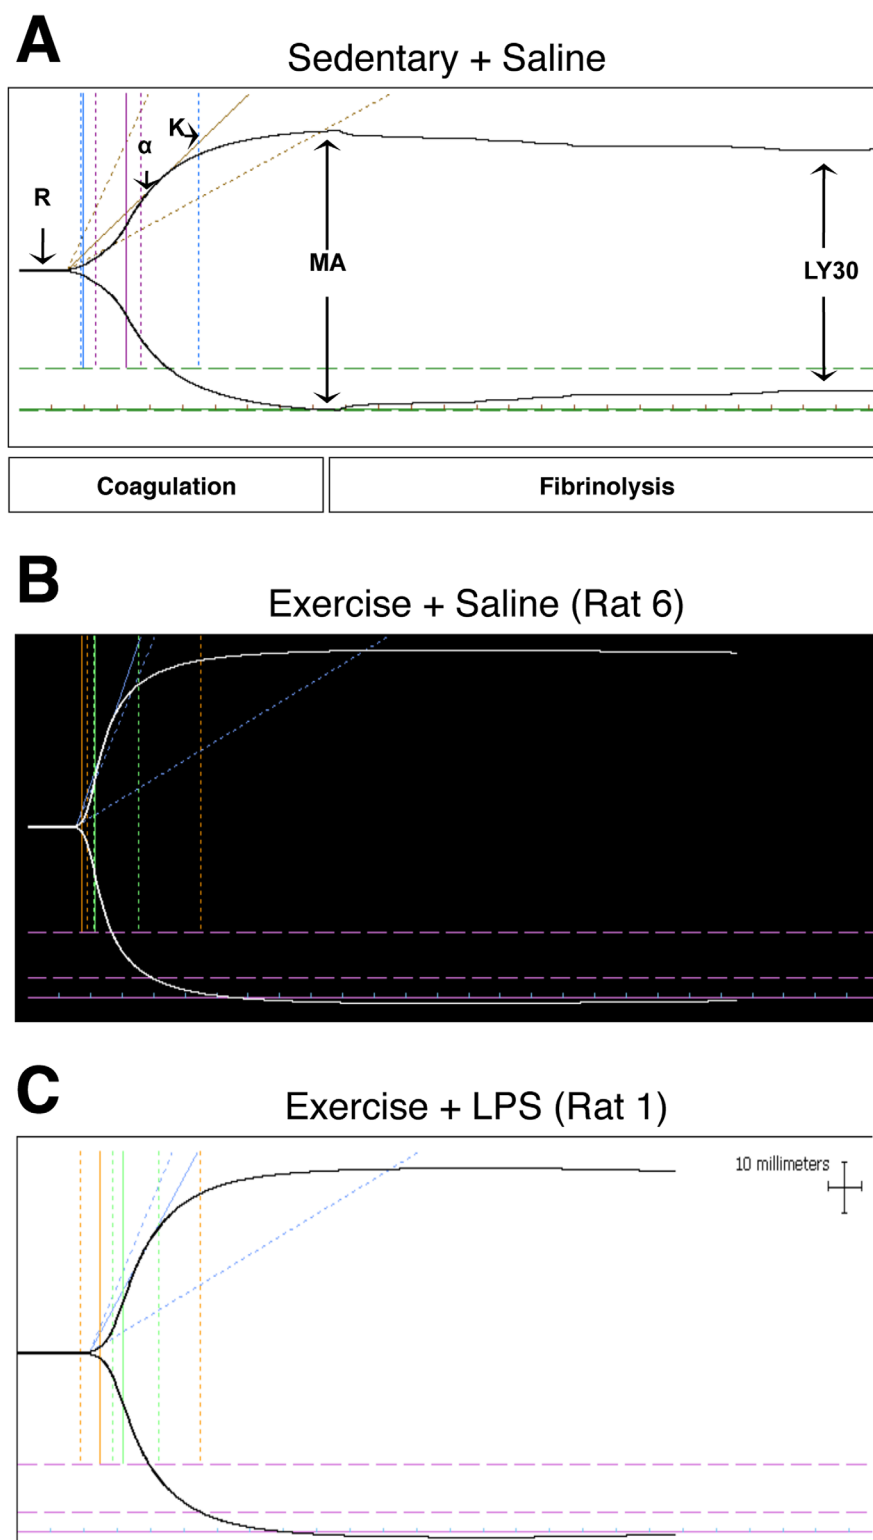 A
Sedentary + Saline
K
α
R
MA
LY30
Coagulation
Fibrinolysis
B
Exercise + Saline (Rat 6)
C
Exercise + LPS (Rat 1)
10 millimeters